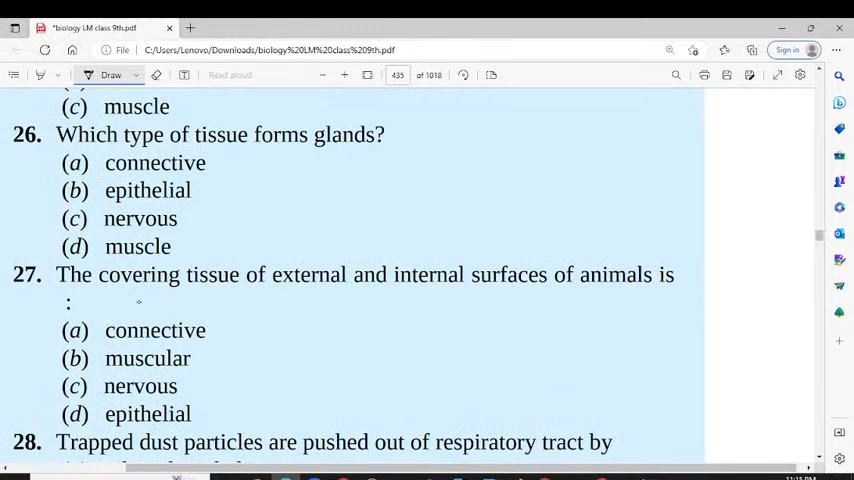 *biology LM class 9th.pdf
File C:/Users/Lenovo/Downloads/biology%20LM%20class%209th.pdf Sign in
Draw Read aloud 435 of 1018
(c) muscle
26. Which type of tissue forms glands?
(a) connective
(b) epithelial
(c) nervous
(d) muscle
27. The covering tissue of external and internal surfaces of animals is
:
(a) connective
(b) muscular
(c) nervous
(d) epithelial
28. Trapped dust particles are pushed out of respiratory tract by
11:15 PM